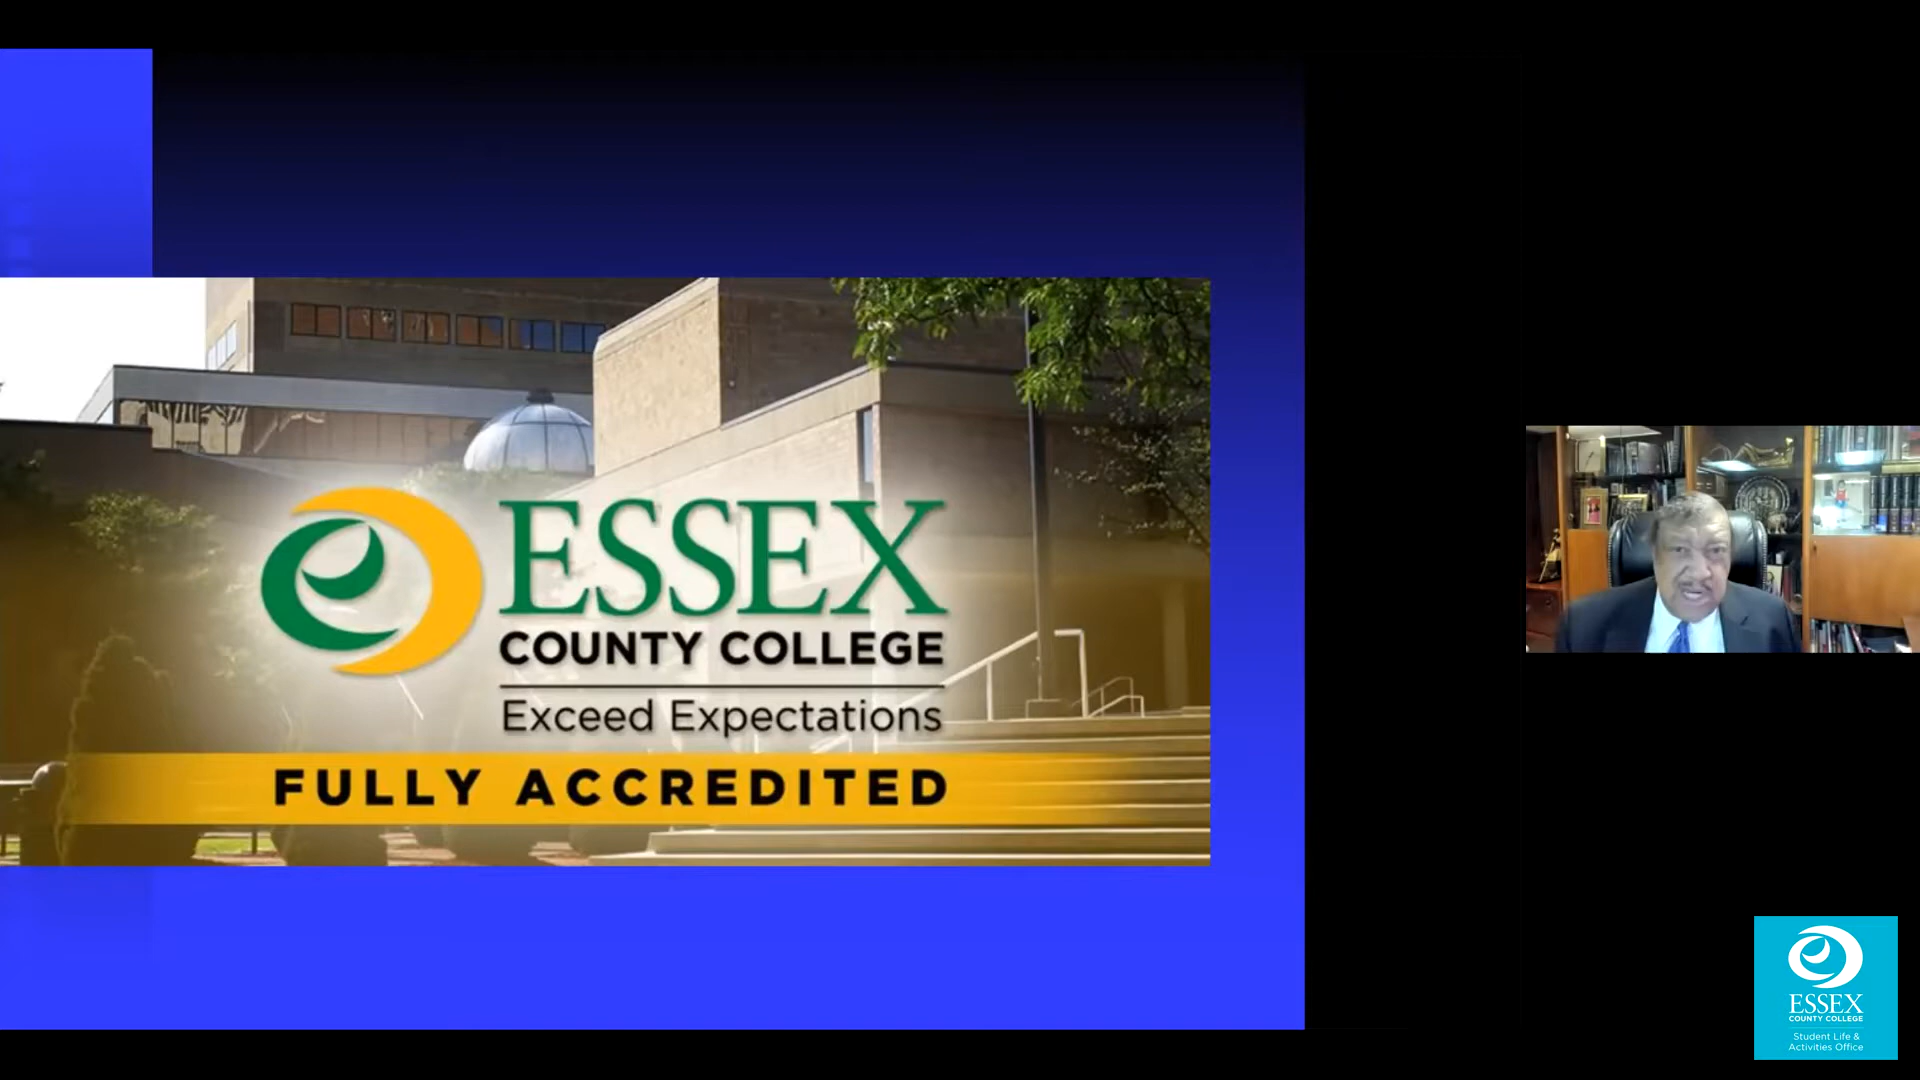 ESSEX
COUNTY COLLEGE
Exceed Expectations
FULLY ACCREDITED
ESSEX
COUNTY COLLEGE
Student Life &
Activities Office